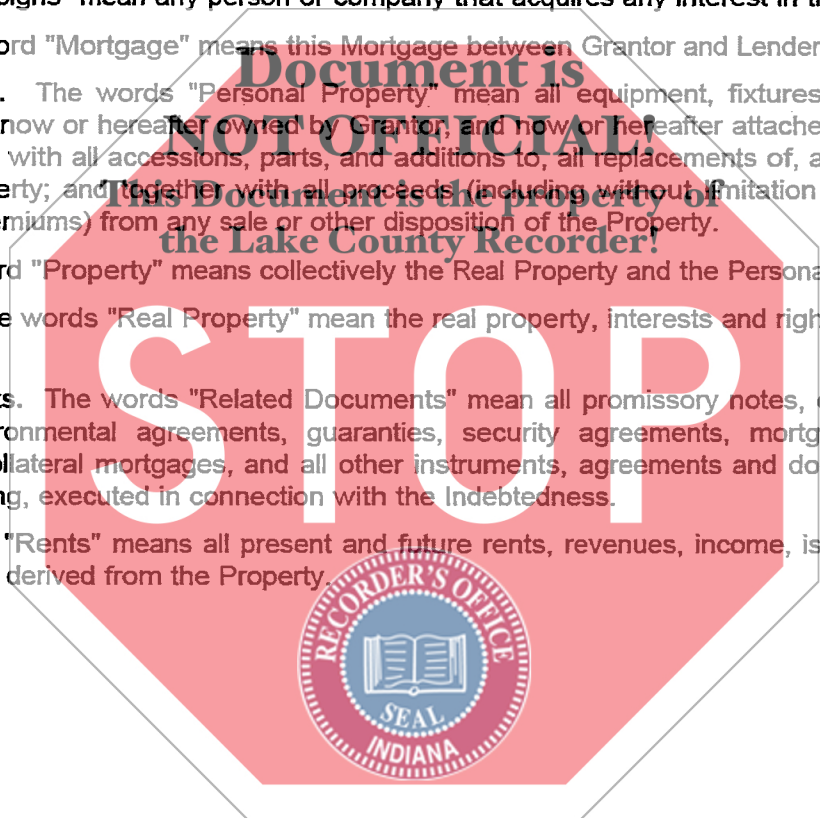 signs" mean any person or company that acquires any interest in th
ord "Mortgage" means this Mortgage between Grantor and Lender
Document is
. The words "Personal Property" mean all equipment, fixtures
now or hereafter owned by Grantor, and now or hereafter attache
NOT OFFICIAL!
with all accessions, parts, and additions to, all replacements of, a
erty; and together with all proceeds (including without limitation
This Document is the property of
miums) from any sale or other disposition of the Property.
the Lake County Recorder!
rd "Property" means collectively the Real Property and the Persona
e words "Real Property" mean the real property, interests and righ
STOP
ts. The words "Related Documents" mean all promissory notes, c
ronmental agreements, guaranties, security agreements, mortg
ollateral mortgages, and all other instruments, agreements and do
ng, executed in connection with the Indebtedness.
"Rents" means all present and future rents, revenues, income, is
derived from the Property.
RECORDER'S OFFICE
SEAL
INDIANA